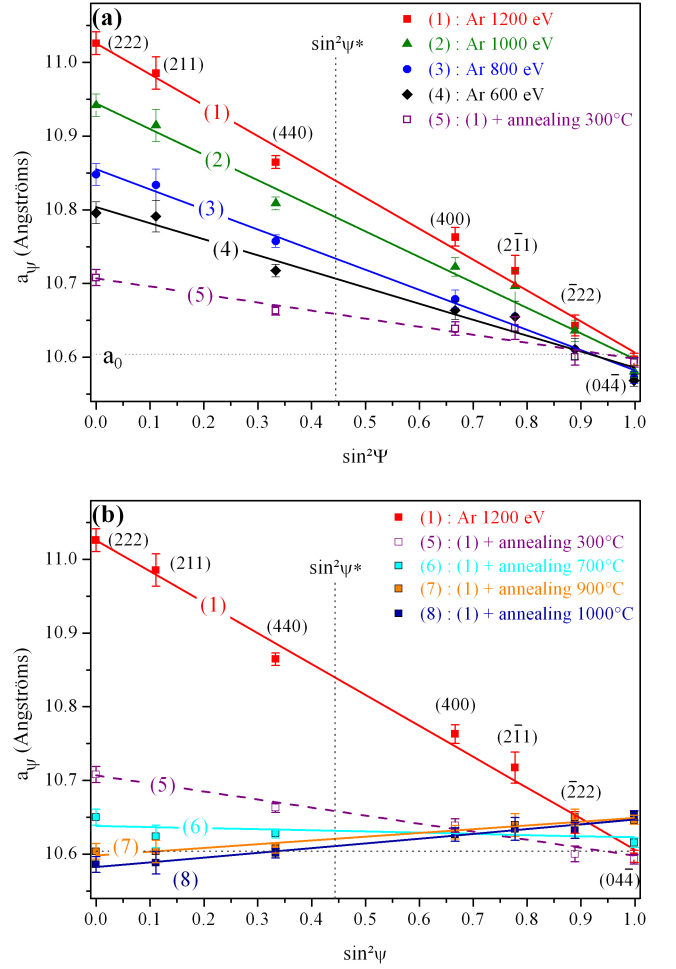 (a)
(222)
(211)
(440)
sin²ψ*
(1) : Ar 1200 eV
(2) : Ar 1000 eV
(3) : Ar 800 eV
(4) : Ar 600 eV
(5) : (1) + annealing 300°C
(1)
(2)
(3)
(4)
(5)
(400)
(21̅1)
(2̅22)
(044̅)
a₀
11.0
10.9
10.8
10.7
10.6
10.5
a_ψ (Angströms)
0.0 0.1 0.2 0.3 0.4 0.5 0.6 0.7 0.8 0.9 1.0
sin²Ψ
(b)
(222)
(211)
(440)
sin²ψ*
(1) : Ar 1200 eV
(5) : (1) + annealing 300°C
(6) : (1) + annealing 700°C
(7) : (1) + annealing 900°C
(8) : (1) + annealing 1000°C
(1)
(400)
(21̅1)
(2̅22)
(5)
(6)
(7)
(8)
(044̅)
11.0
10.9
10.8
10.7
10.6
10.5
a_ψ (Angströms)
0.0 0.1 0.2 0.3 0.4 0.5 0.6 0.7 0.8 0.9 1.0
sin²ψ